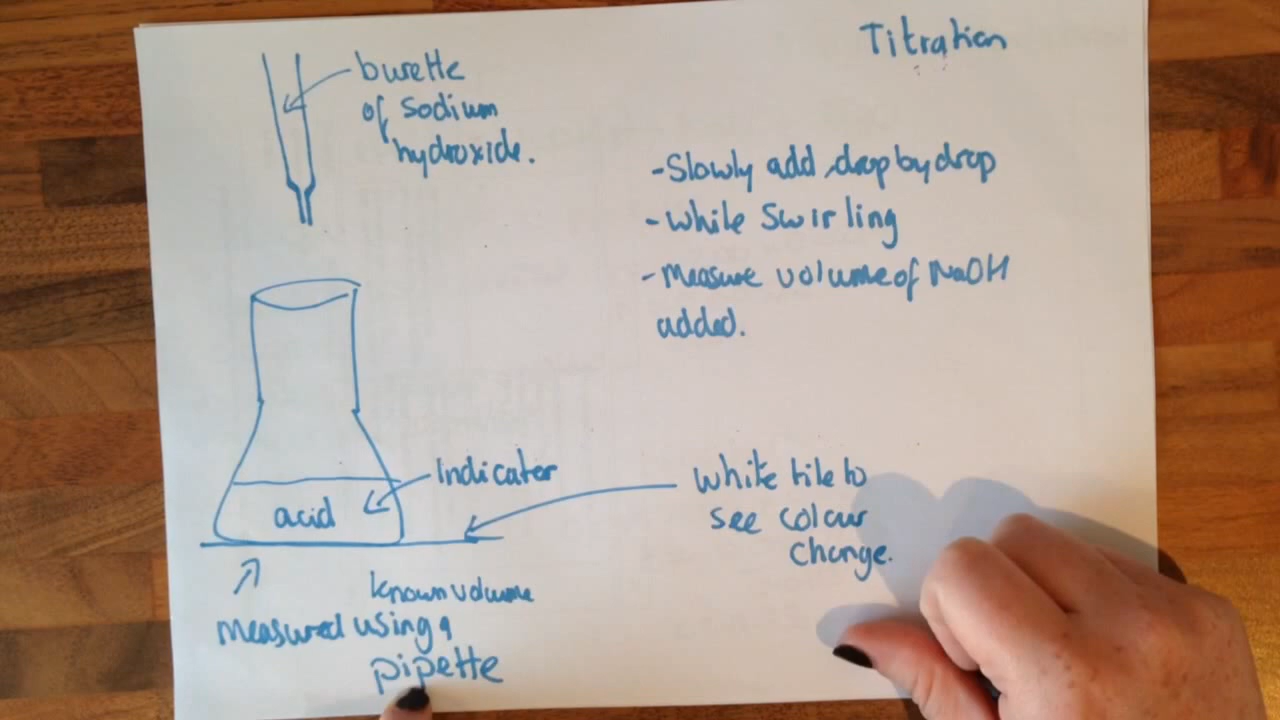 Titration
burette
of sodium
hydroxide.
-Slowly add drop by drop
-while Swirling
-Measure volume of NaOH
added.
Indicator
acid
white tile to
see colour
change.
known volume
Measured using a
pipette